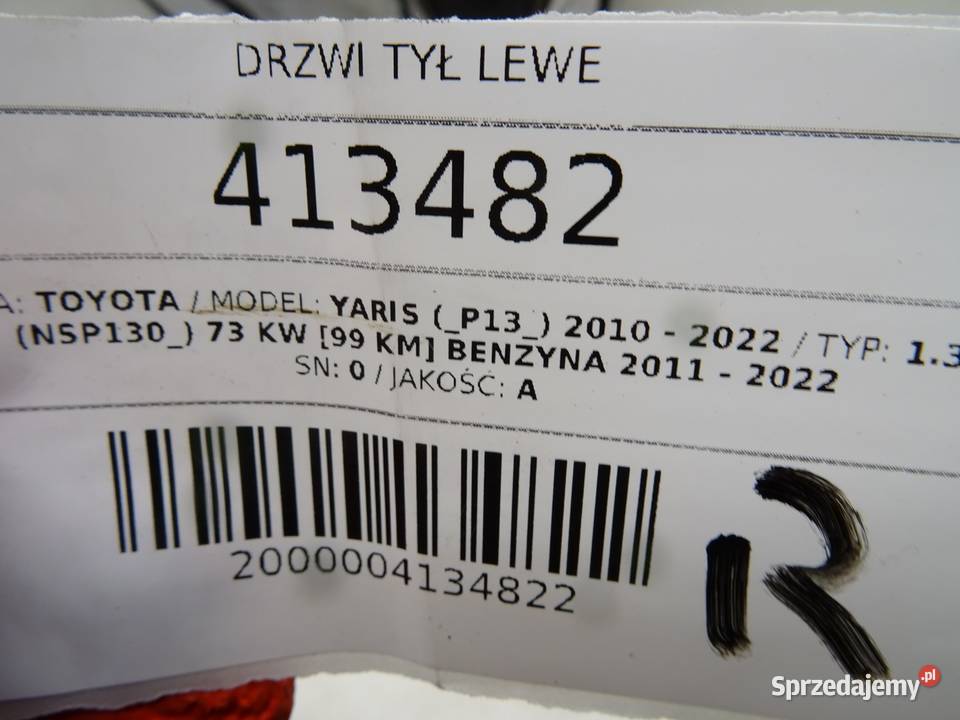 DRZWI TYŁ LEWE
413482
A: TOYOTA / MODEL: YARIS (_P13_) 2010 - 2022 / TYP: 1.3
(NSP130_) 73 KW [99 KM] BENZYNA 2011 - 2022
SN: 0 / JAKOŚĆ: A
2000004134822
R
Sprzedajemy.pl